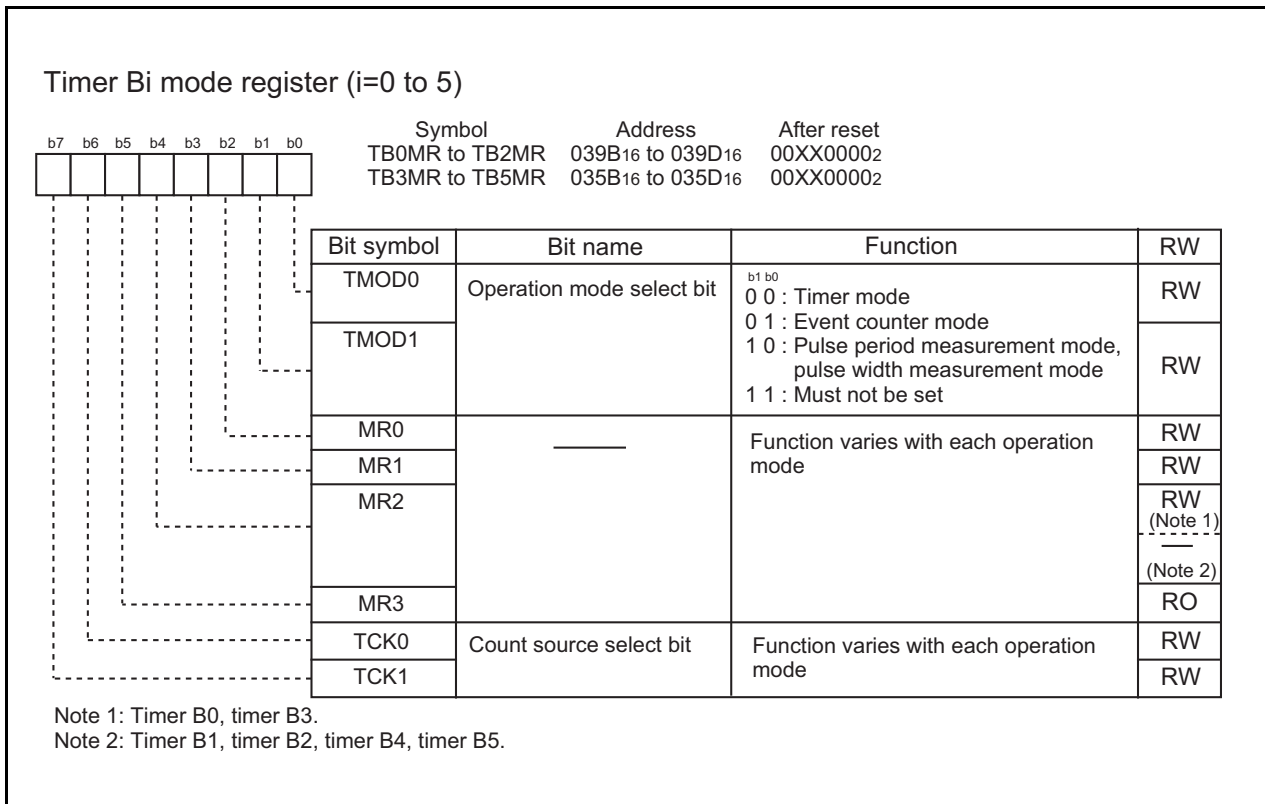 Timer Bi mode register (i=0 to 5)
Symbol Address After reset
b7 b6 b5 b4 b3 b2 b1 b0
TB0MR to TB2MR 039B16 to 039D16 00XX00002
TB3MR to TB5MR 035B16 to 035D16 00XX00002
Bit symbol Bit name Function RW
TMOD0 Operation mode select bit b1 b0 RW
0 0 : Timer mode
0 1 : Event counter mode
TMOD1 1 0 : Pulse period measurement mode, RW
pulse width measurement mode
1 1 : Must not be set
MR0 Function varies with each operation RW
MR1 mode RW
MR2 RW
(Note 1)
(Note 2)
MR3 RO
TCK0 Count source select bit Function varies with each operation RW
TCK1 mode RW
Note 1: Timer B0, timer B3.
Note 2: Timer B1, timer B2, timer B4, timer B5.